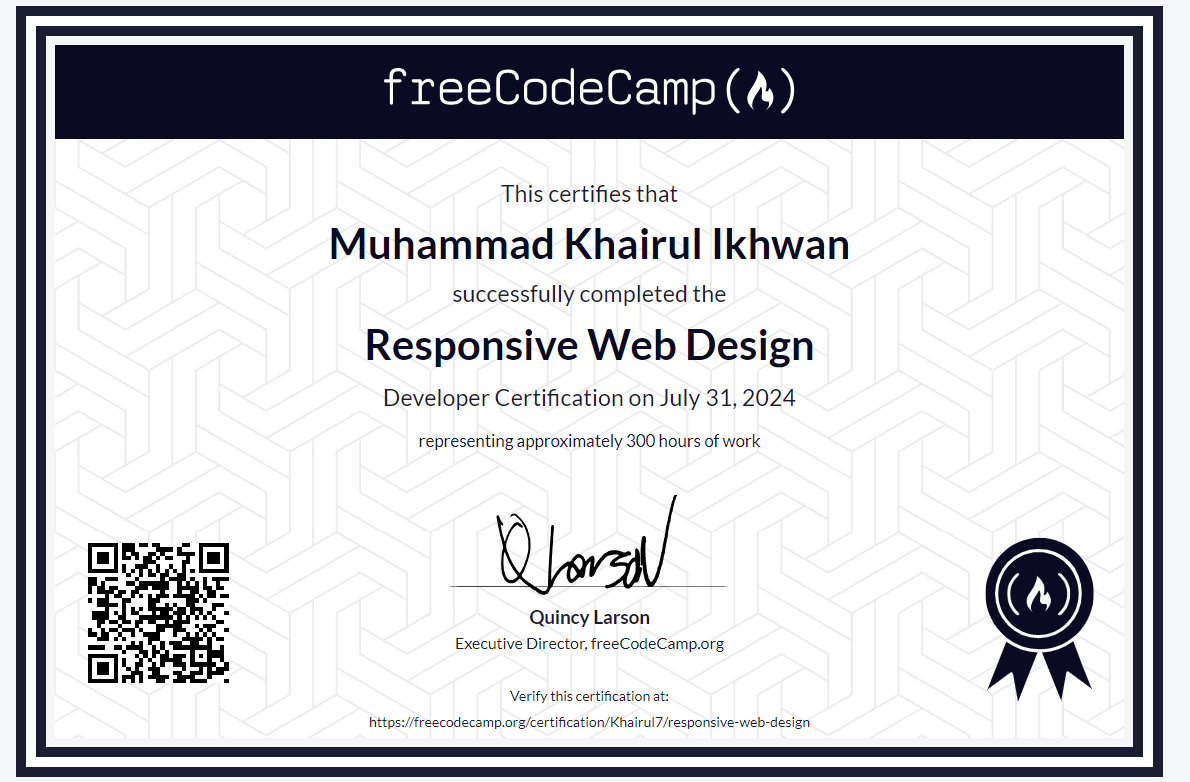 freeCodeCamp
This certifies that
Muhammad Khairul Ikhwan
successfully completed the
Responsive Web Design
Developer Certification on July 31, 2024
representing approximately 300 hours of work
Q Larson
Quincy Larson
Executive Director, freeCodeCamp.org
Verify this certification at:
https://freecodecamp.org/certification/Khairul7/responsive-web-design